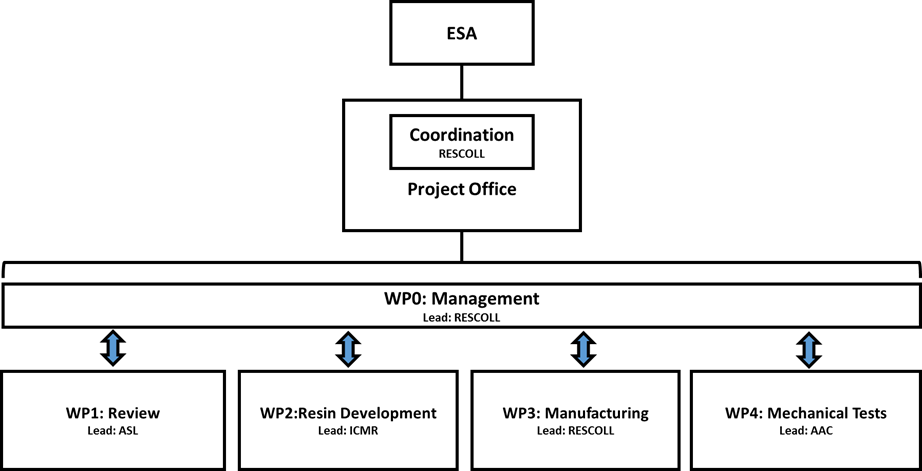 ESA
Coordination
RESCOLL
Project Office
WP0: Management
Lead: RESCOLL
WP1: Review
Lead: ASL
WP2:Resin Development
Lead: ICMR
WP3: Manufacturing
Lead: RESCOLL
WP4: Mechanical Tests
Lead: AAC